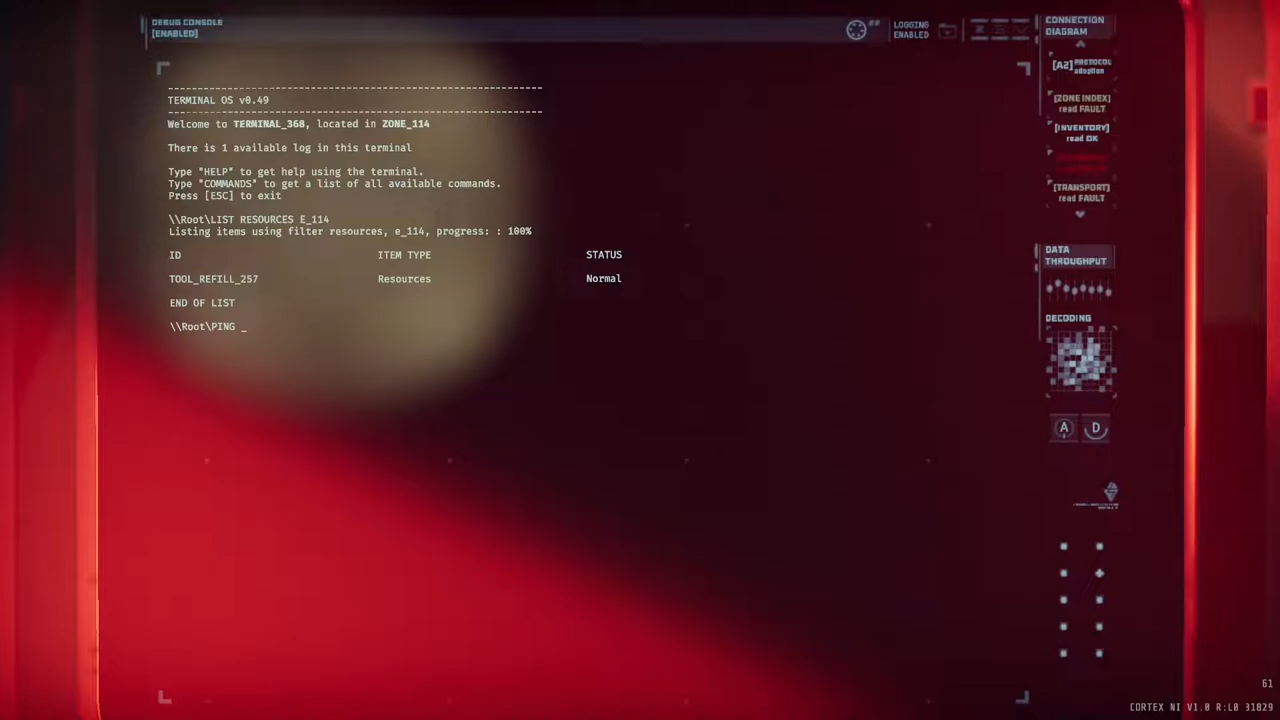 DEBUG CONSOLE
[ENABLED]
LOGGING
ENABLED
CONNECTION
DIAGRAM
[A2] PROTOCOL
adaption
[ZONE INDEX]
read FAULT
[INVENTORY]
read OK
[TRANSPORT]
read FAULT
DATA
THROUGHPUT
DECODING
A D
--------------------------------------------------------------
TERMINAL OS v0.49
--------------------------------------------------------------
Welcome to TERMINAL_368, located in ZONE_114
There is 1 available log in this terminal
Type "HELP" to get help using the terminal.
Type "COMMANDS" to get a list of all available commands.
Press [ESC] to exit
\\Root\LIST RESOURCES E_114
Listing items using filter resources, e_114, progress: : 100%
ID ITEM TYPE STATUS
TOOL_REFILL_257 Resources Normal
END OF LIST
\\Root\PING _
61
CORTEX NI V1.0 R:L0 31829